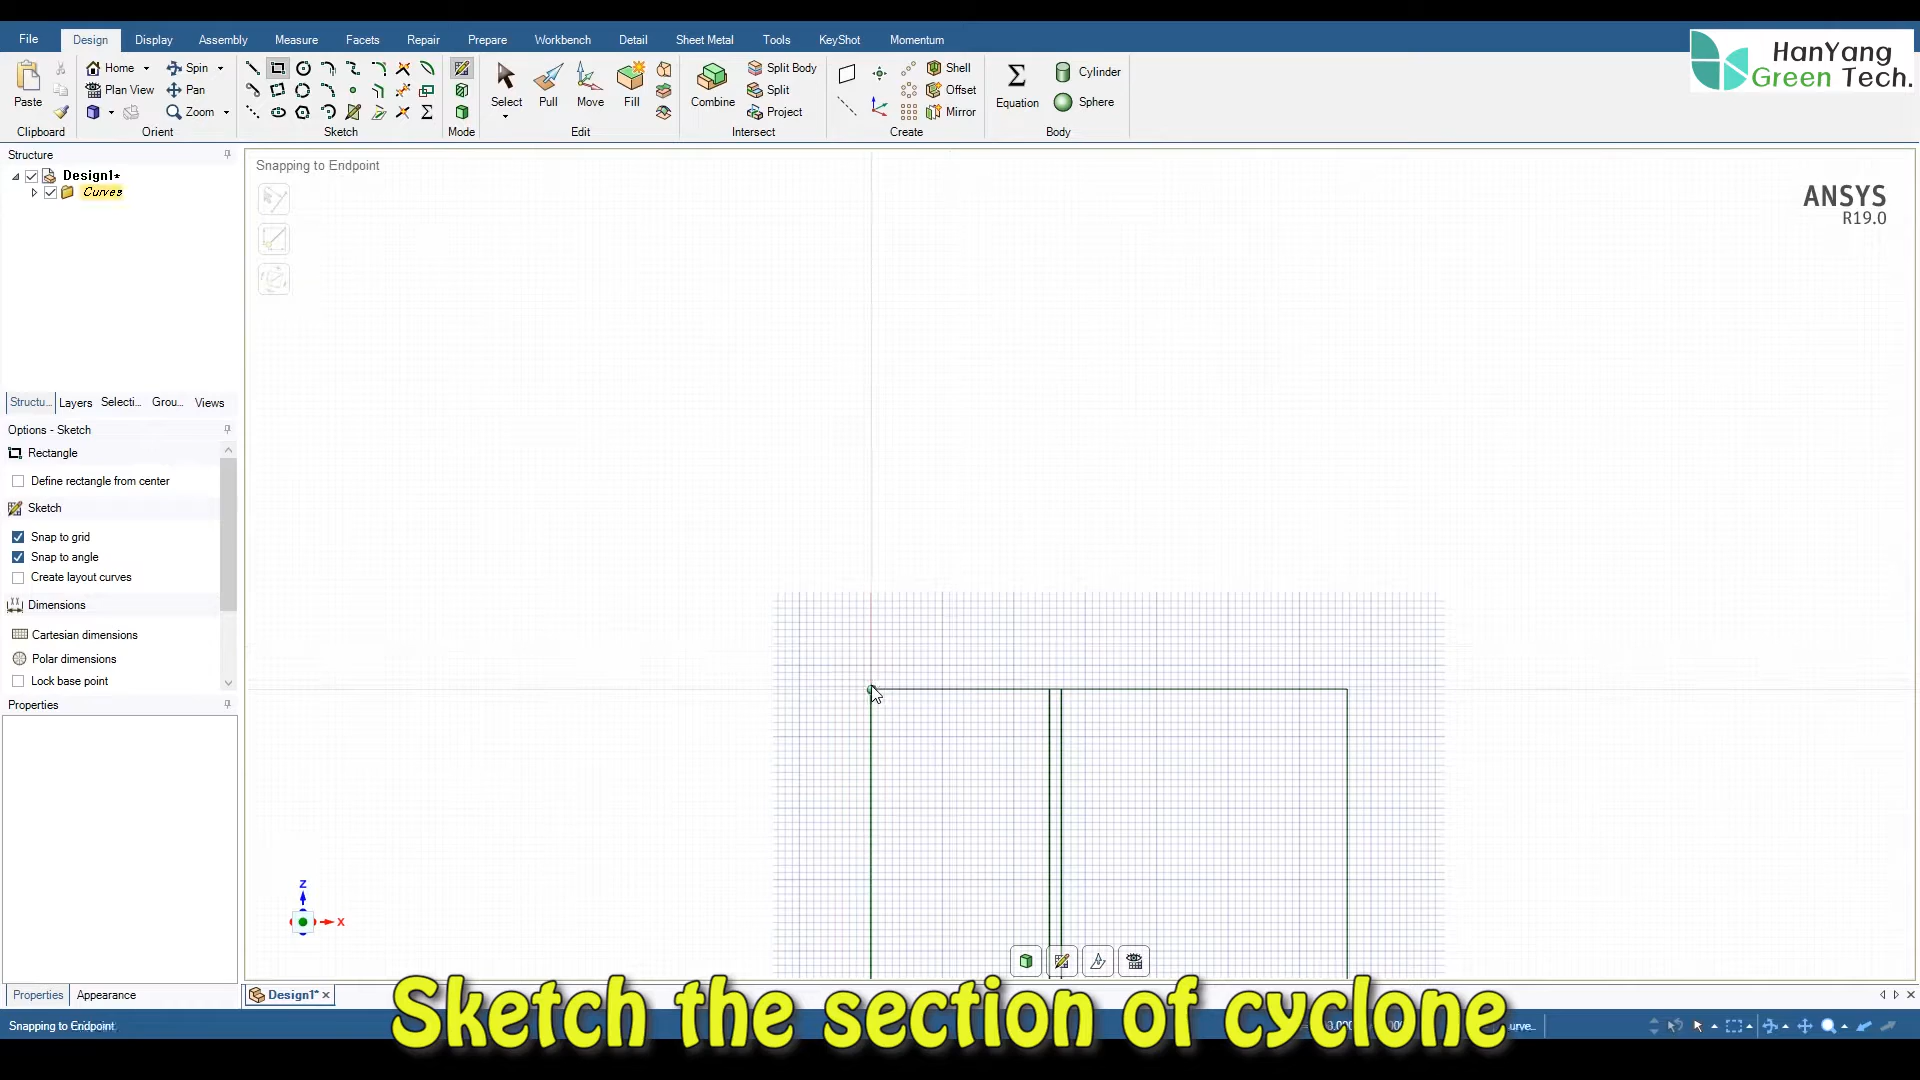 File Design Display Assembly Measure Facets Repair Prepare Workbench Detail Sheet Metal Tools KeyShot Momentum
HanYang
Green Tech.
Paste
Home Spin
Plan View Pan
Zoom
Select Pull Move Fill
Combine
Split Body
Split
Project
Shell
Offset
Mirror
Equation
Cylinder
Sphere
Clipboard Orient Sketch Mode Edit Intersect Create Body
Structure
Design1*
Curves
Snapping to Endpoint
ANSYS
R19.0
Structu... Layers Selecti... Grou... Views
Options - Sketch
Rectangle
Define rectangle from center
Sketch
Snap to grid
Snap to angle
Create layout curves
Dimensions
Cartesian dimensions
Polar dimensions
Lock base point
Properties
Z
X
Properties Appearance
Design1*
Snapping to Endpoint
Sketch the section of cyclone